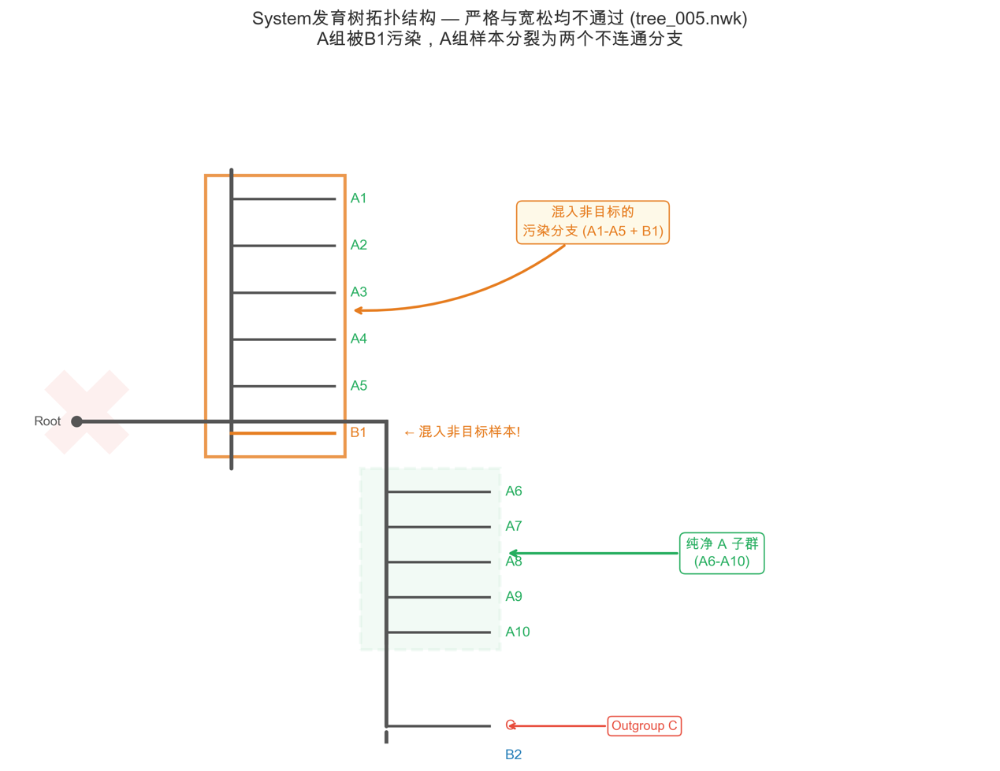 System发育树拓扑结构 — 严格与宽松均不通过 (tree_005.nwk)
A组被B1污染，A组样本分裂为两个不连通分支
A1
混入非目标的
污染分支 (A1-A5 + B1)
A2
A3
A4
A5
Root
B1
← 混入非目标样本!
A6
A7
纯净 A 子群
(A6-A10)
A8
A9
A10
C
Outgroup C
B2